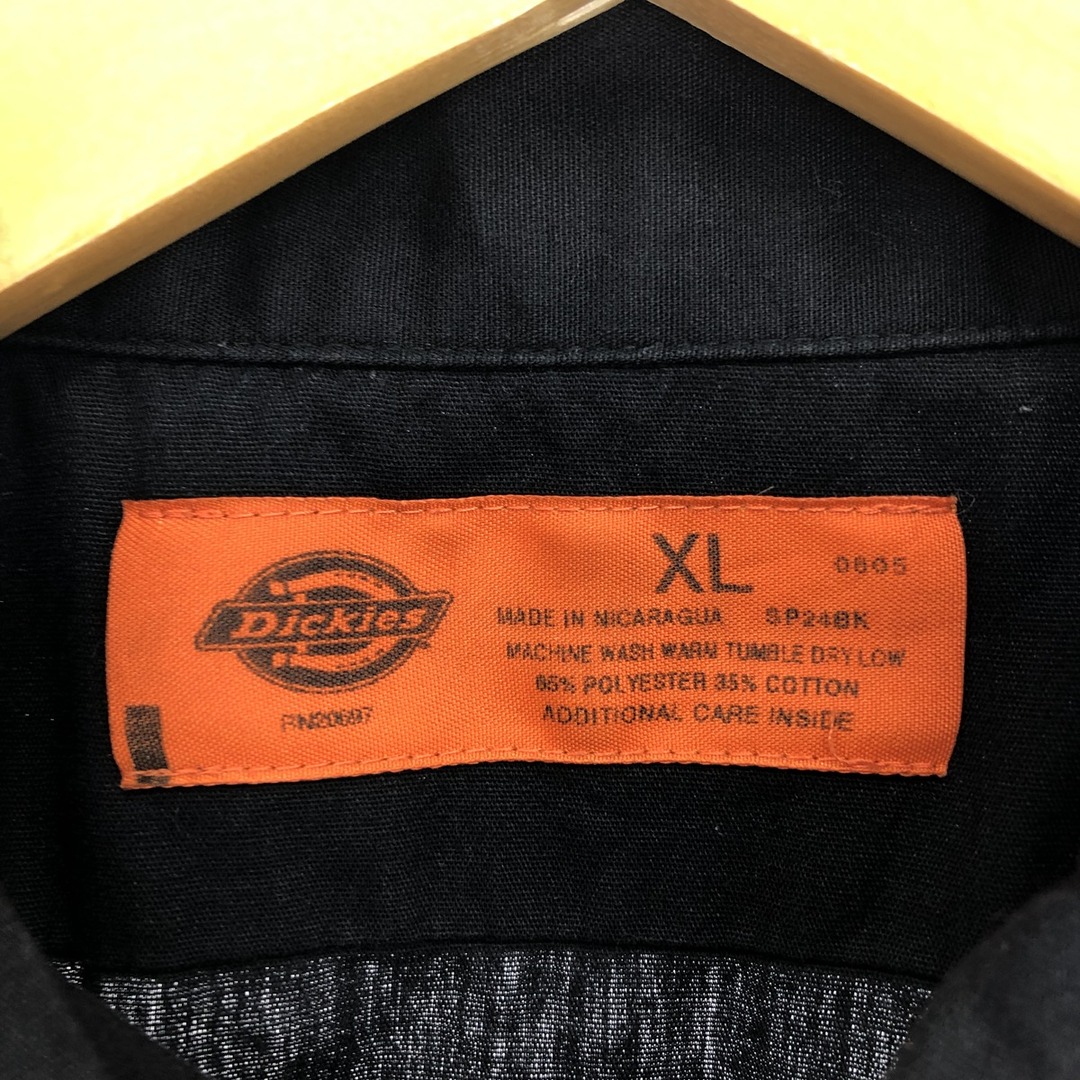 Dickies
RN20697
XL 0605
MADE IN NICARAGUA SP24BK
MACHINE WASH WARM TUMBLE DRY LOW
65% POLYESTER 35% COTTON
ADDITIONAL CARE INSIDE